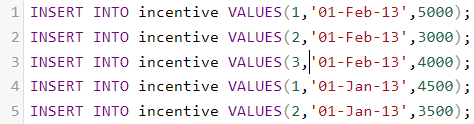 1 INSERT INTO incentive VALUES(1,'01-Feb-13',5000);
2 INSERT INTO incentive VALUES(2,'01-Feb-13',3000);
3 INSERT INTO incentive VALUES(3,'01-Feb-13',4000);
4 INSERT INTO incentive VALUES(1,'01-Jan-13',4500);
5 INSERT INTO incentive VALUES(2,'01-Jan-13',3500);